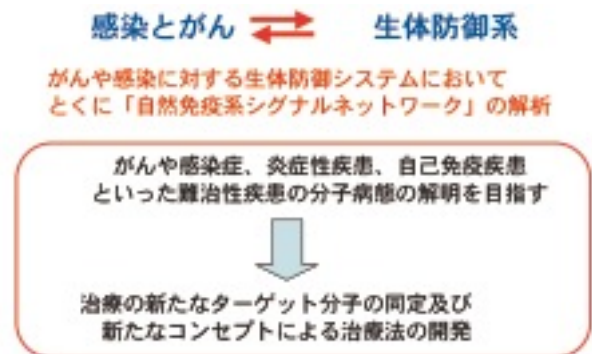 感染とがん 生体防御系
がんや感染に対する生体防御システムにおいて
とくに「自然免疫系シグナルネットワーク」の解析
がんや感染症、炎症性疾患、自己免疫疾患
といった難治性疾患の分子病態の解明を目指す
治療の新たなターゲット分子の同定及び
新たなコンセプトによる治療法の開発